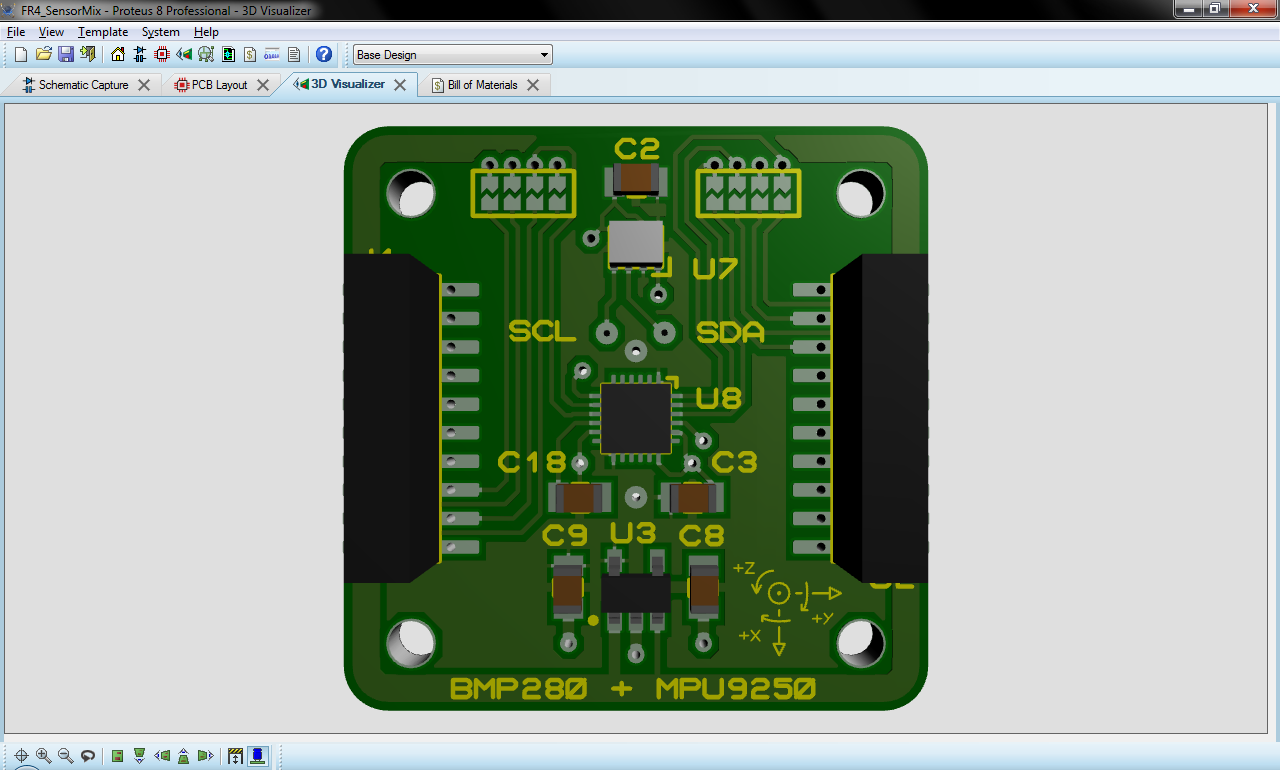 FR4_SensorMix - Proteus 8 Professional - 3D Visualizer
File View Template System Help
Base Design
Schematic Capture PCB Layout 3D Visualizer Bill of Materials
C2
U7
SCL SDA
U8
C18 C3
C9 U3 C8
+Z
+Y
+X
BMP280 + MPU9250